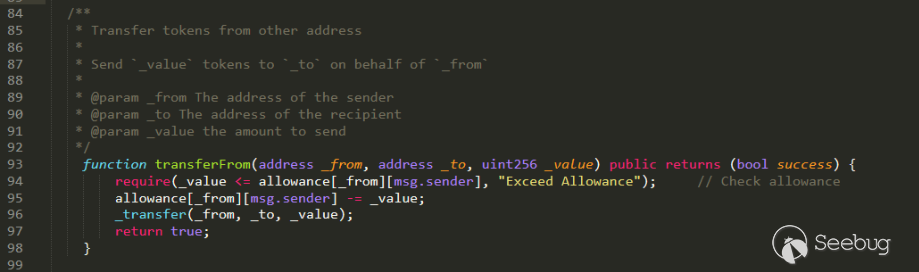 84 /**
85 * Transfer tokens from other address
86 *
87 * Send `_value` tokens to `_to` on behalf of `_from`
88 *
89 * @param _from The address of the sender
90 * @param _to The address of the recipient
91 * @param _value the amount to send
92 */
93 function transferFrom(address _from, address _to, uint256 _value) public returns (bool success) {
94 require(_value <= allowance[_from][msg.sender], "Exceed Allowance"); // Check allowance
95 allowance[_from][msg.sender] -= _value;
96 _transfer(_from, _to, _value);
97 return true;
98 }
99
Seebug